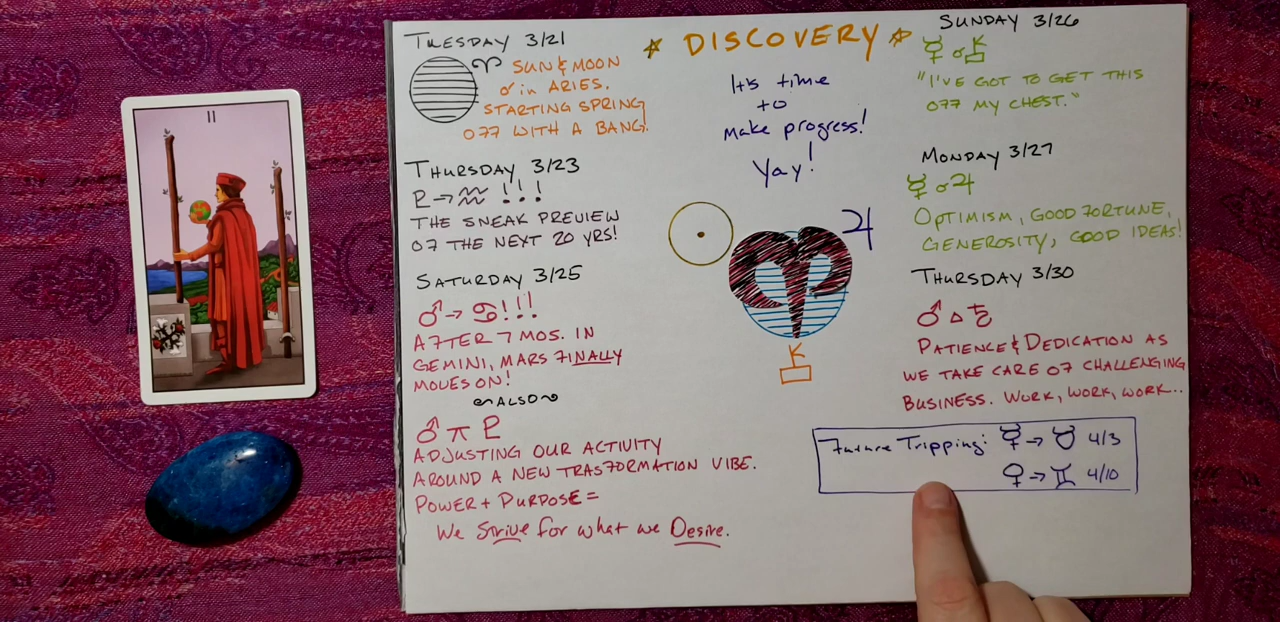 II
TUESDAY 3/21
♈ SUN & MOON
☌ in ARIES.
STARTING SPRING
OFF WITH A BANG!
THURSDAY 3/23
P → ♒ !!!
THE SNEAK PREVIEW
OF THE NEXT 20 YRS!
SATURDAY 3/25
♂ → ♋ !!!
AFTER 7 MOS. IN
GEMINI, MARS FINALLY
MOVES ON!
~ALSO~
♂ π P
ADJUSTING OUR ACTIVITY
AROUND A NEW TRASFORMATION VIBE.
POWER + PURPOSE =
We Strive for what we Desire.
☆ DISCOVERY ☆
Its time
to
make progress!
Yay!
☉ ♈ ♃
⚷
SUNDAY 3/26
☿ ☌ ⚷
"I'VE GOT TO GET THIS
OFF MY CHEST."
MONDAY 3/27
☿ ☌ ♃
OPTIMISM, GOOD FORTUNE,
GENEROSITY, GOOD IDEAS!
THURSDAY 3/30
♂ △ ♄
PATIENCE & DEDICATION AS
WE TAKE CARE OF CHALLENGING
BUSINESS. WORK, WORK, WORK..
Future Tripping: ☿ → ♉ 4/3
♀ → ♊ 4/10